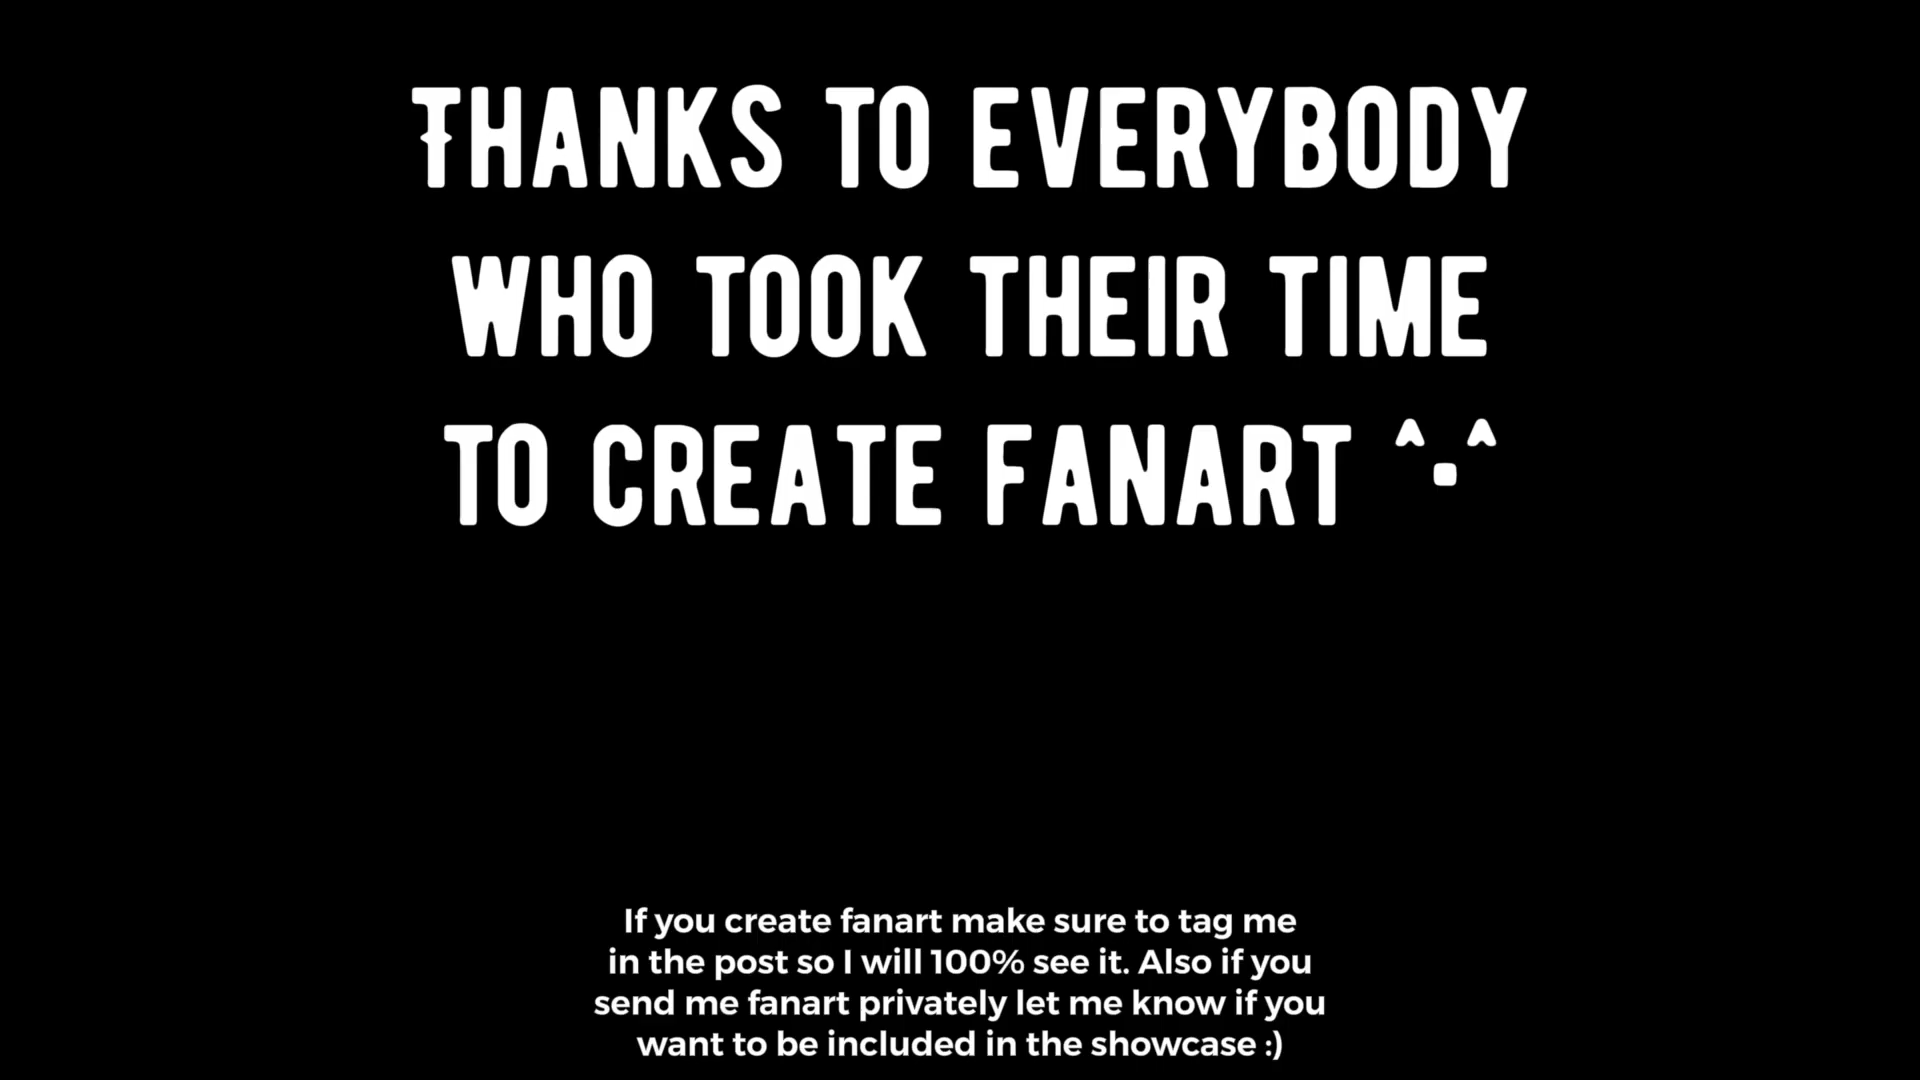 Thanks to everybody
who took their time
to create fanart ^.^
If you create fanart make sure to tag me
in the post so I will 100% see it. Also if you
send me fanart privately let me know if you
want to be included in the showcase :)